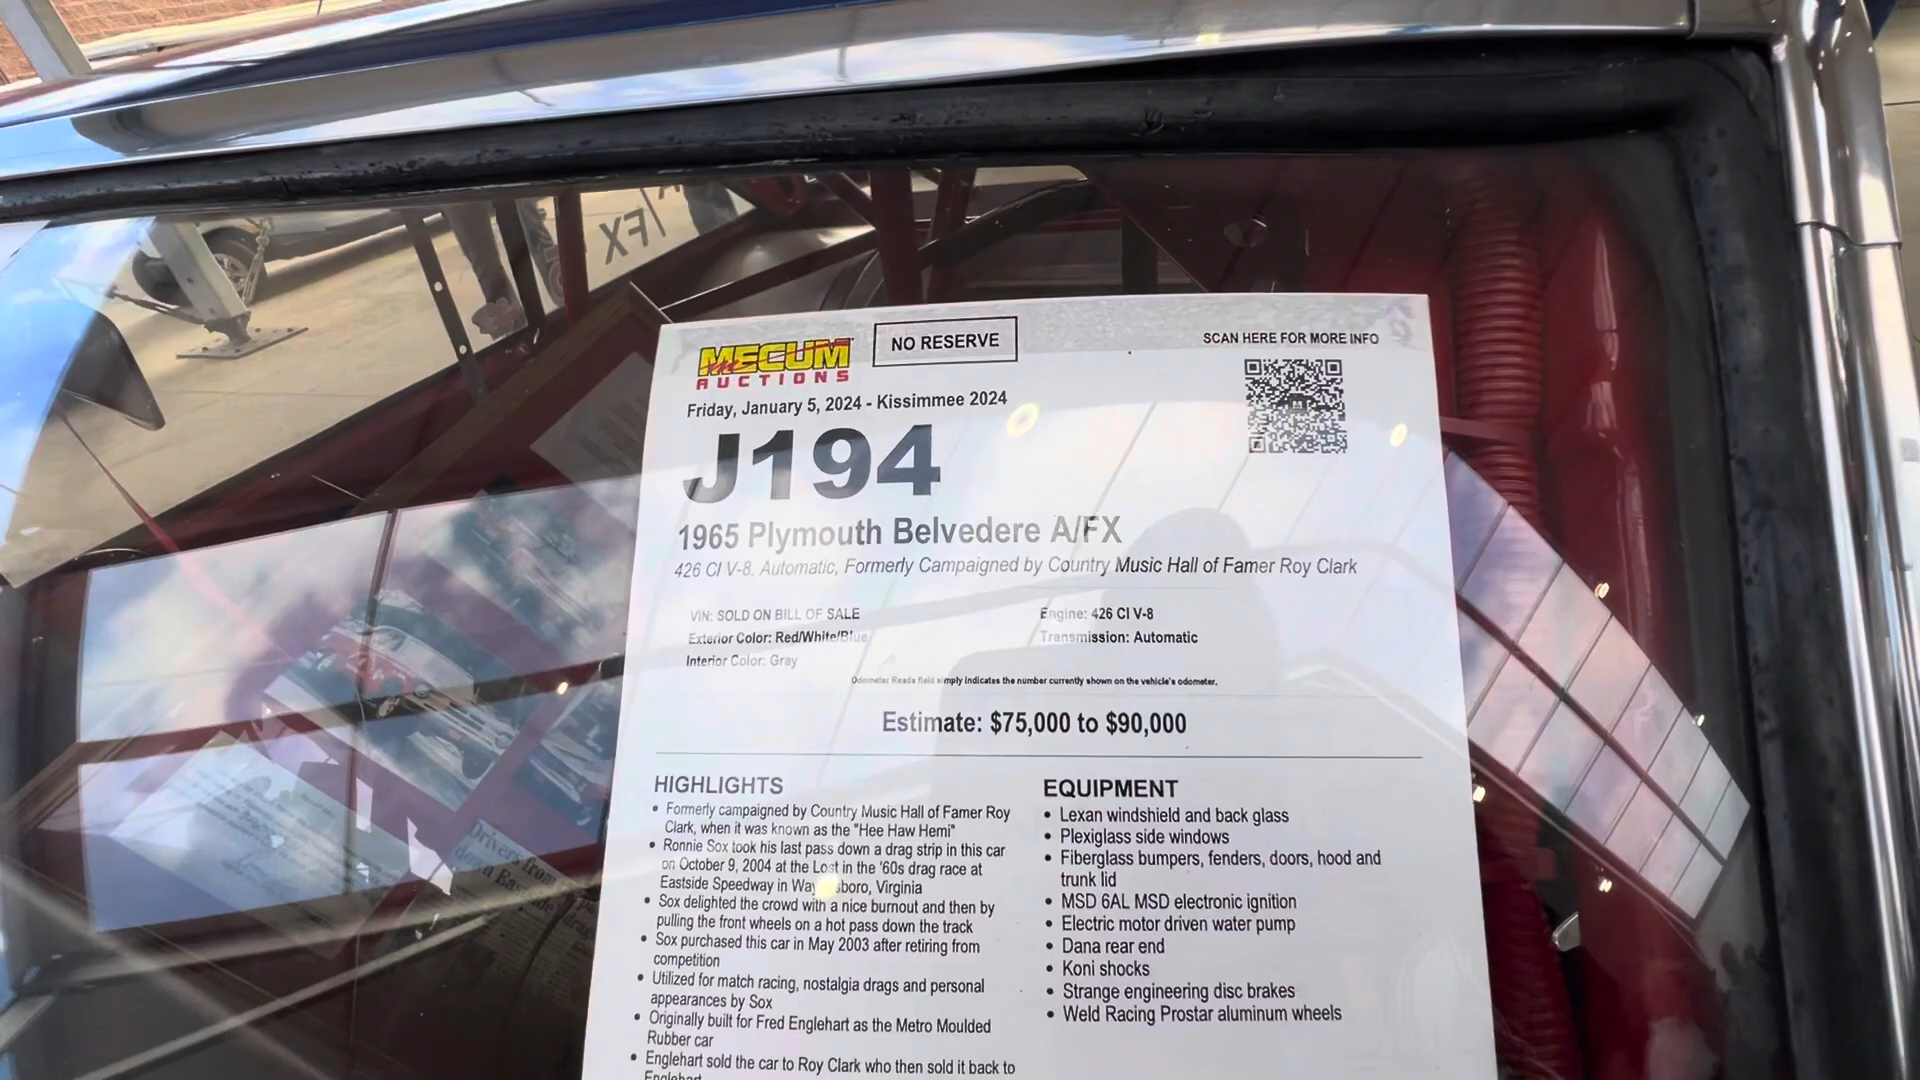 A/FX
MECUM
AUCTIONS
NO RESERVE
SCAN HERE FOR MORE INFO
Friday, January 5, 2024 - Kissimmee 2024
J194
1965 Plymouth Belvedere A/FX
426 CI V-8, Automatic, Formerly Campaigned by Country Music Hall of Famer Roy Clark
VIN: SOLD ON BILL OF SALE
Exterior Color: Red/White/Blue
Interior Color: Gray
Engine: 426 CI V-8
Transmission: Automatic
Odometer Reads field simply indicates the number currently shown on the vehicle's odometer.
Estimate: $75,000 to $90,000
HIGHLIGHTS
• Formerly campaigned by Country Music Hall of Famer Roy
Clark, when it was known as the "Hee Haw Hemi"
• Ronnie Sox took his last pass down a drag strip in this car
on October 9, 2004 at the Lost in the '60s drag race at
Eastside Speedway in Virginia
• Sox delighted the crowd with a nice burnout and then by
pulling the front wheels on a hot pass down the track
• Sox purchased this car in May 2003 after retiring from
competition
• Utilized for match racing, nostalgia drags and personal
appearances by Sox
• Originally built for Fred Englehart as the Metro Moulded
Rubber car
• Englehart sold the car to Roy Clark who then sold it back to
Englehart
EQUIPMENT
• Lexan windshield and back glass
• Plexiglass side windows
• Fiberglass bumpers, fenders, doors, hood and
trunk lid
• MSD 6AL MSD electronic ignition
• Electric motor driven water pump
• Dana rear end
• Koni shocks
• Strange engineering disc brakes
• Weld Racing Prostar aluminum wheels
Drivers from